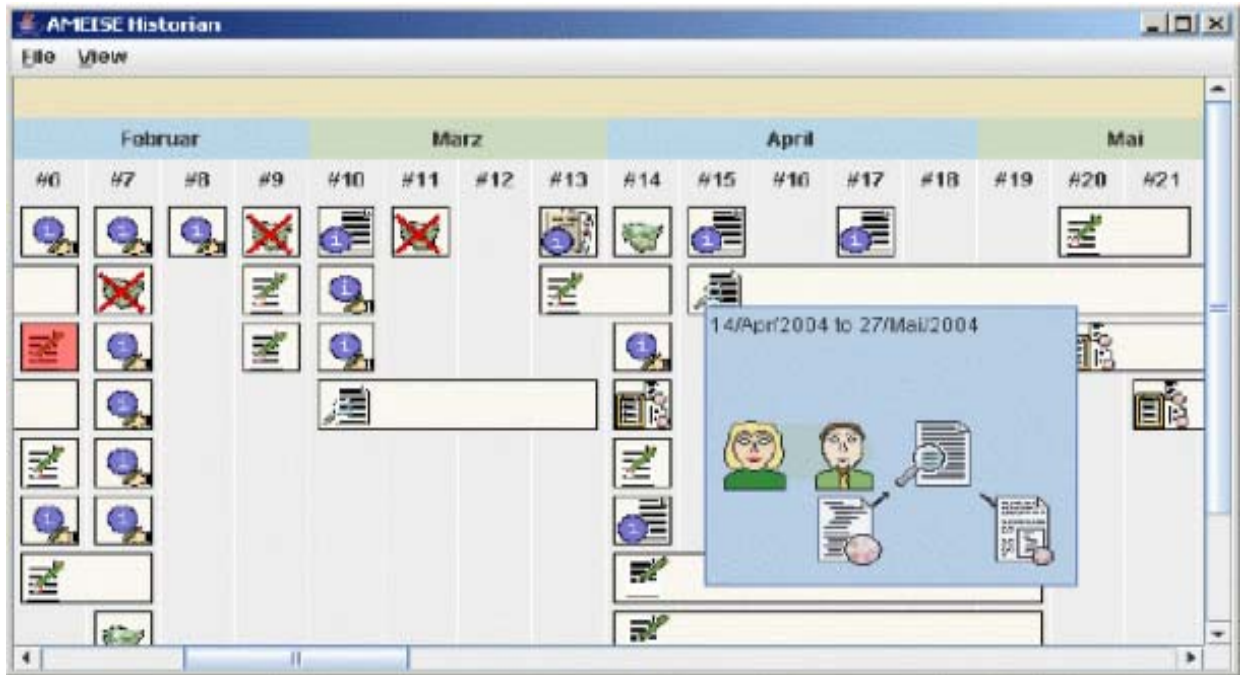 AMEISE Historian
File View
Februar Marz April Mai
#6 #7 #8 #9 #10 #11 #12 #13 #14 #15 #16 #17 #18 #19 #20 #21
14/Apr/2004 to 27/Mai/2004